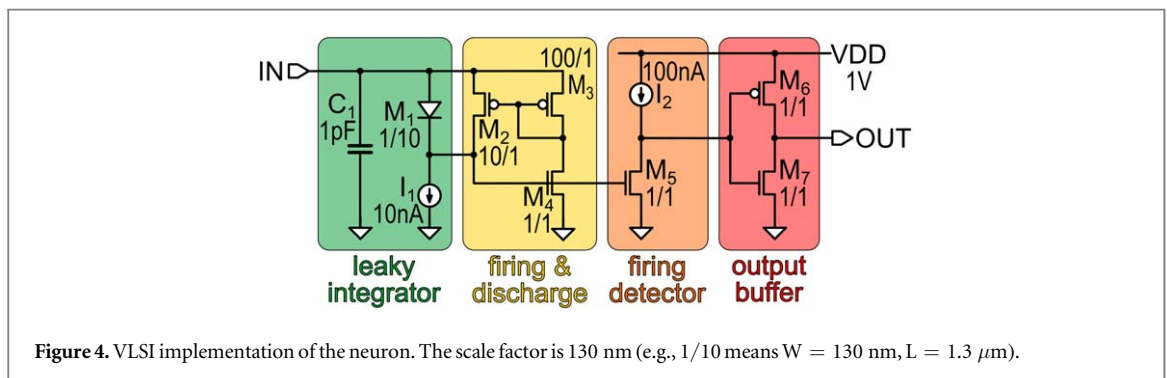 IN
C1
1pF
M1
1/10
I1
10nA
M2
10/1
100/1
M3
M4
1/1
100nA
I2
M5
1/1
VDD
1V
M6
1/1
OUT
M7
1/1
leaky
integrator
firing &
discharge
firing
detector
output
buffer
Figure 4. VLSI implementation of the neuron. The scale factor is 130 nm (e.g., 1/10 means W = 130 nm, L = 1.3 μm).